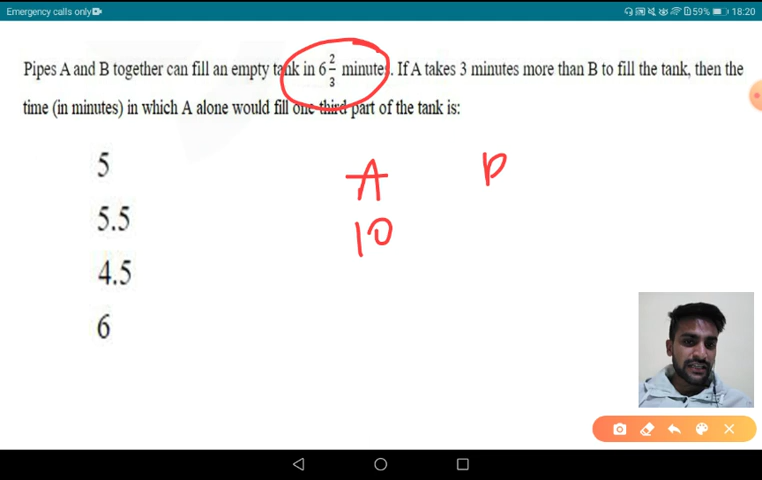 Emergency calls only
59% 18:20
Pipes A and B together can fill an empty tank in 6 2/3 minutes. If A takes 3 minutes more than B to fill the tank, then the
time (in minutes) in which A alone would fill one-third part of the tank is:
5
5.5
4.5
6
A
10